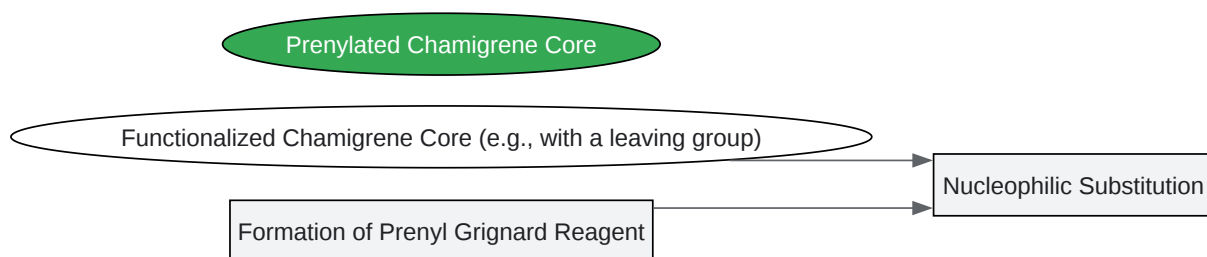 Prenylated Chamigrene Core
Functionalized Chamigrene Core (e.g., with a leaving group)
Nucleophilic Substitution
Formation of Prenyl Grignard Reagent